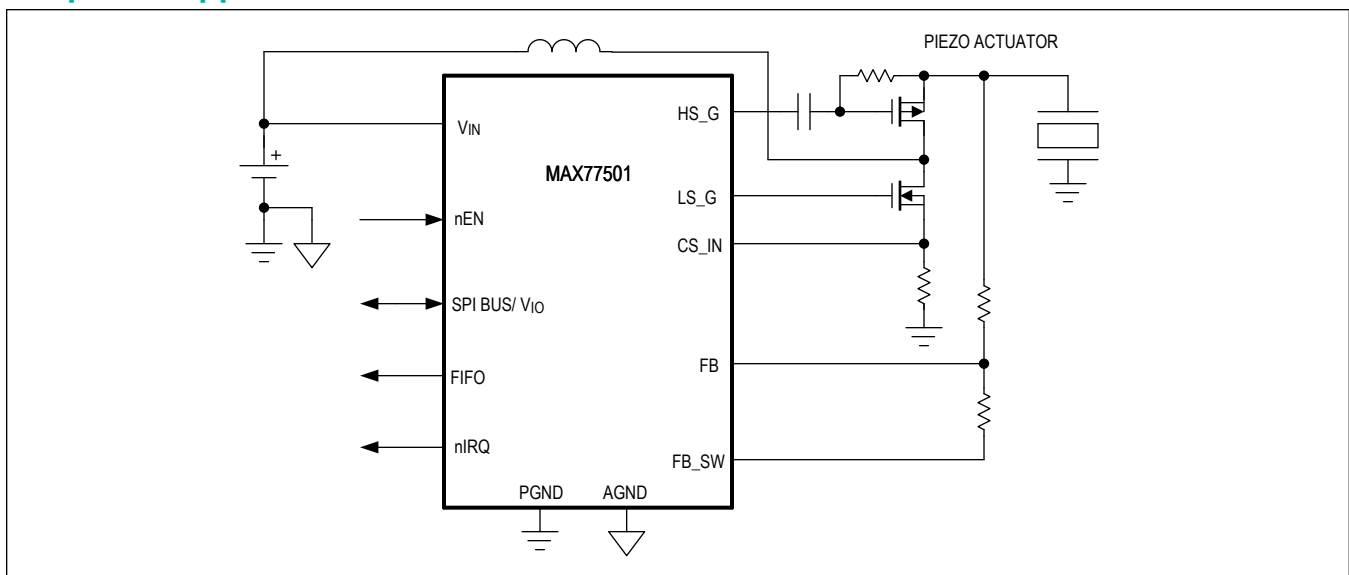 PIEZO ACTUATOR
HS_G
VIN
MAX77501
LS_G
nEN
CS_IN
SPI BUS/ VIO
FB
FIFO
nIRQ
FB_SW
PGND AGND
+